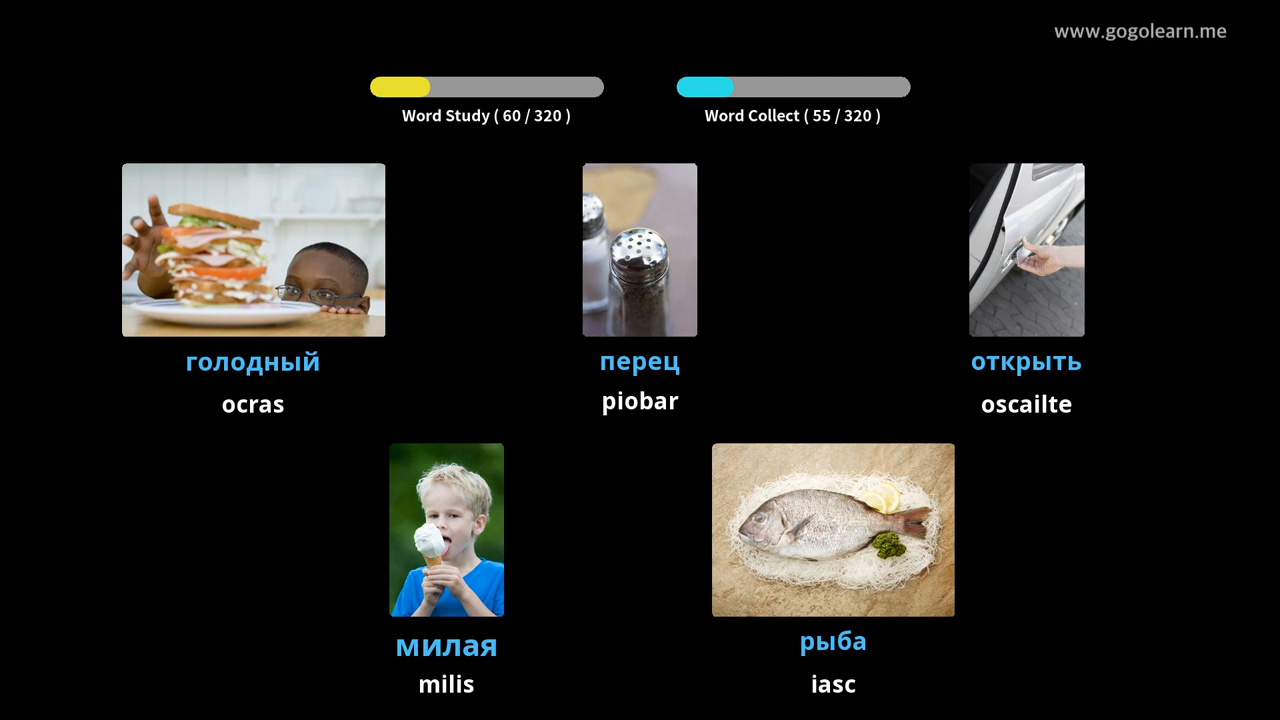 www.gogolearn.me
Word Study ( 60 / 320 )
Word Collect ( 55 / 320 )
голодный
перец
открыть
ocras
piobar
oscailte
милая
рыба
milis
iasc